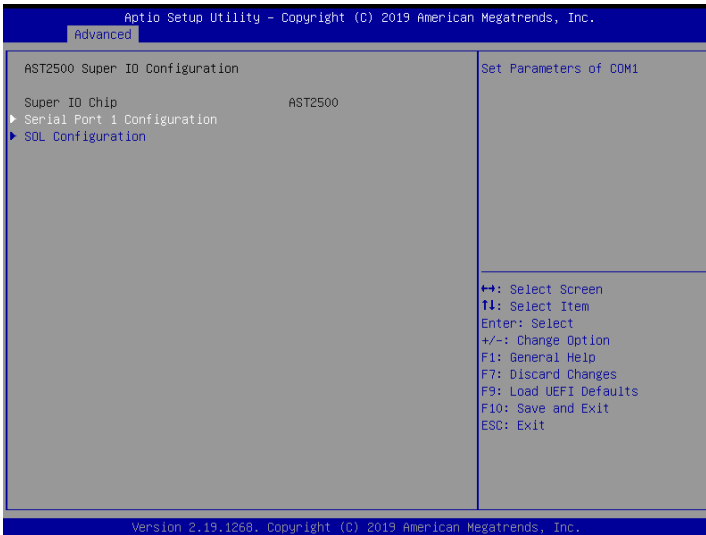 Aptio Setup Utility – Copyright (C) 2019 American Megatrends, Inc.
Advanced
AST2500 Super IO Configuration
Super IO Chip AST2500
Serial Port 1 Configuration
SOL Configuration
Set Parameters of COM1
↔: Select Screen
↑↓: Select Item
Enter: Select
+/-: Change Option
F1: General Help
F7: Discard Changes
F9: Load UEFI Defaults
F10: Save and Exit
ESC: Exit
Version 2.19.1268. Copyright (C) 2019 American Megatrends, Inc.